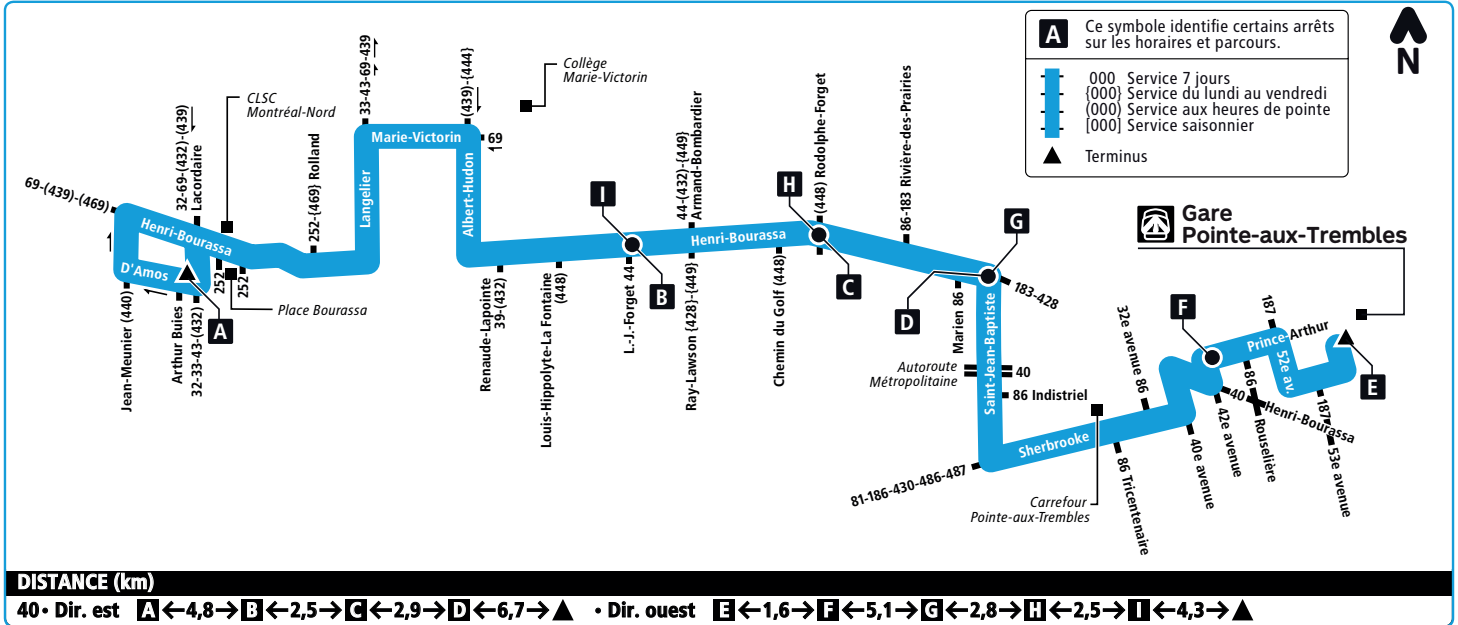 A
Ce symbole identifie certains arrêts
sur les horaires et parcours.
000 Service 7 jours
{000} Service du lundi au vendredi
(000) Service aux heures de pointe
[000] Service saisonnier
Terminus
N
69-(439)-(469)
32-69-(432)-(439)
Lacordaire
CLSC
Montréal-Nord
252-(469} Rolland
33-43-69-439
(439)-(444}
Collège
Marie-Victorin
Marie-Victorin
69
Langelier
Albert-Hudon
Henri-Bourassa
D'Amos
252
252
Place Bourassa
A
Jean-Meunier (440)
Arthur Buies
32-33-43-(432)
Renaude-Lapointe
39-(432)
Louis-Hippolyte-La Fontaine
(448)
I
L.-J.-Forget 44
B
44-(432)-{449}
Armand-Bombardier
Henri-Bourassa
Ray-Lawson {428}-{449}
H
(448) Rodolphe-Forget
Chemin du Golf (448)
C
86-183 Rivière-des-Prairies
G
D
183-428
Marien 86
Saint-Jean-Baptiste
Autoroute
Métropolitaine
40
86 Indistriel
81-186-430-486-487
Sherbrooke
Carrefour
Pointe-aux-Trembles
32e avenue 86
86 Tricentenaire
40e avenue
F
42e avenue
40
Henri-Bourassa
86 Rouselière
Prince-Arthur
187
52e av.
187
53e avenue
E
Gare
Pointe-aux-Trembles
DISTANCE (km)
40 • Dir. est A ←4,8→ B ←2,5→ C ←2,9→ D ←6,7→ ▲ • Dir. ouest E ←1,6→ F ←5,1→ G ←2,8→ H ←2,5→ I ←4,3→ ▲